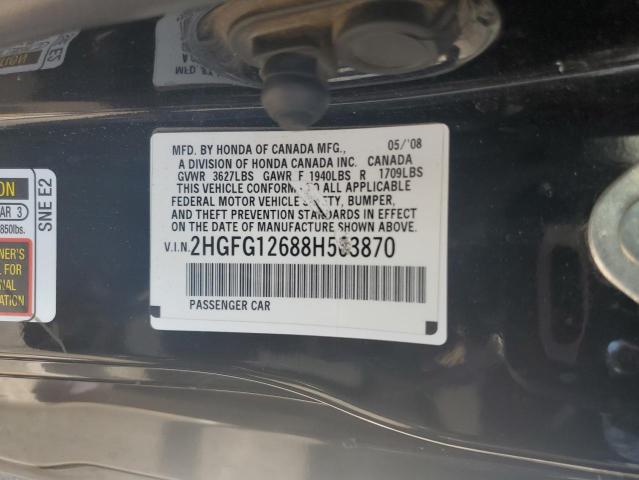 MFD. BY HONDA OF CANADA MFG., 05/'08
A DIVISION OF HONDA CANADA INC. CANADA
GVWR 3627LBS GAWR F 1940LBS R 1709LBS
THIS VEHICLE CONFORMS TO ALL APPLICABLE
FEDERAL MOTOR VEHICLE SAFETY, BUMPER,
AND THEFT PREVENTION STANDARDS IN EFFECT
ON THE DATE OF MANUFACTURE SHOWN ABOVE.
V.I.N. 2HGFG12688H563870
PASSENGER CAR
SNE E2